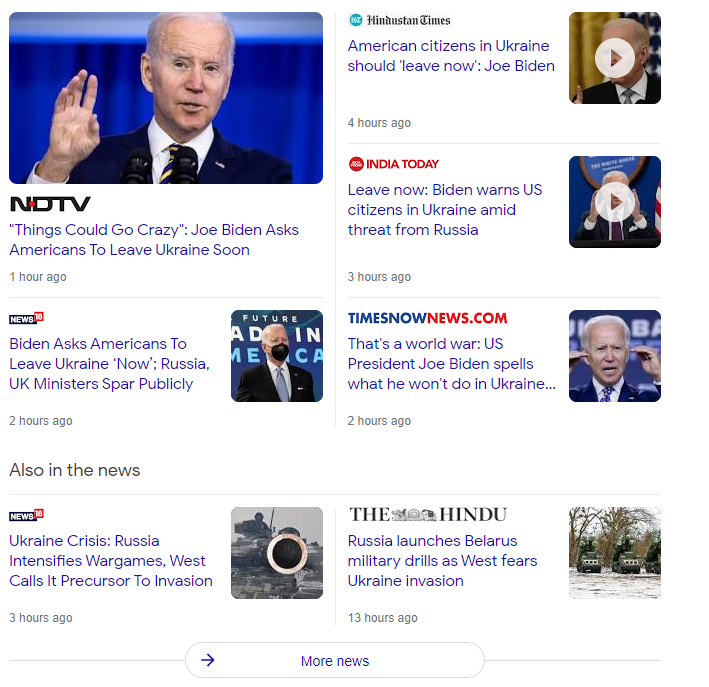 NDTV
"Things Could Go Crazy": Joe Biden Asks
Americans To Leave Ukraine Soon
1 hour ago
Hindustan Times
American citizens in Ukraine
should 'leave now': Joe Biden
4 hours ago
INDIA TODAY
Leave now: Biden warns US
citizens in Ukraine amid
threat from Russia
THE WHITE HOUSE
3 hours ago
NEWS18
Biden Asks Americans To
Leave Ukraine ‘Now’; Russia,
UK Ministers Spar Publicly
FUTURE
2 hours ago
TIMESNOWNEWS.COM
That's a world war: US
President Joe Biden spells
what he won't do in Ukraine...
2 hours ago
Also in the news
NEWS18
Ukraine Crisis: Russia
Intensifies Wargames, West
Calls It Precursor To Invasion
3 hours ago
THE HINDU
Russia launches Belarus
military drills as West fears
Ukraine invasion
13 hours ago
More news